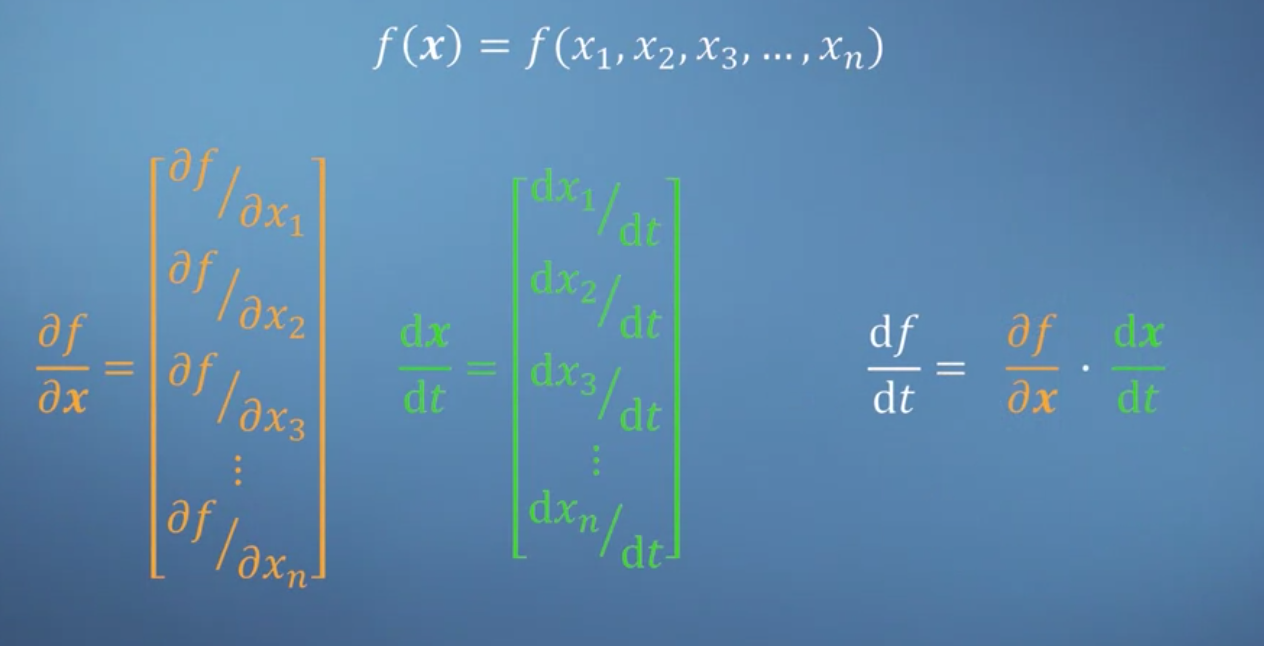 f(x) = f(x₁, x₂, x₃, … , xₙ)
∂f/∂x = [∂f/∂x₁
∂f/∂x₂
∂f/∂x₃
⋮
∂f/∂xₙ]
dx/dt = [dx₁/dt
dx₂/dt
dx₃/dt
⋮
dxₙ/dt]
df/dt = ∂f/∂x · dx/dt